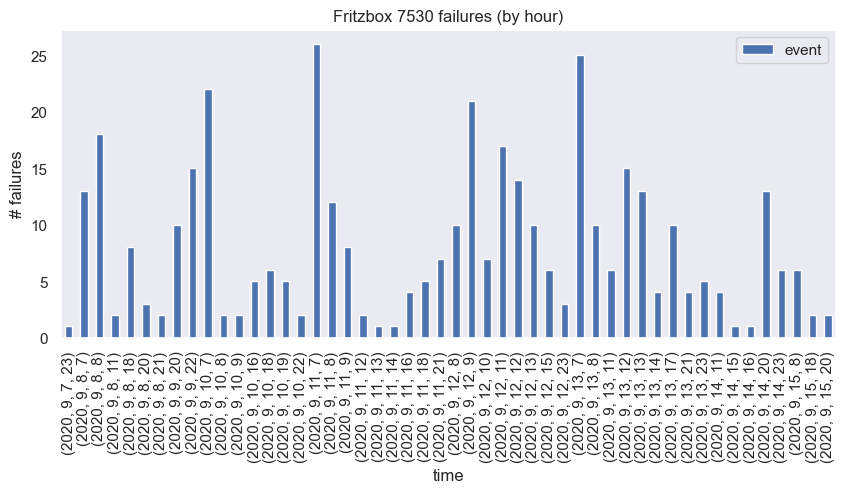 Fritzbox 7530 failures (by hour)
event
# failures
25
20
15
10
5
0
(2020, 9, 7, 23)
(2020, 9, 8, 7)
(2020, 9, 8, 8)
(2020, 9, 8, 11)
(2020, 9, 8, 18)
(2020, 9, 8, 20)
(2020, 9, 8, 21)
(2020, 9, 9, 20)
(2020, 9, 9, 22)
(2020, 9, 10, 7)
(2020, 9, 10, 8)
(2020, 9, 10, 9)
(2020, 9, 10, 16)
(2020, 9, 10, 18)
(2020, 9, 10, 19)
(2020, 9, 10, 22)
(2020, 9, 11, 7)
(2020, 9, 11, 8)
(2020, 9, 11, 9)
(2020, 9, 11, 12)
(2020, 9, 11, 13)
(2020, 9, 11, 14)
(2020, 9, 11, 16)
(2020, 9, 11, 18)
(2020, 9, 11, 21)
(2020, 9, 12, 8)
(2020, 9, 12, 9)
(2020, 9, 12, 10)
(2020, 9, 12, 11)
(2020, 9, 12, 12)
(2020, 9, 12, 13)
(2020, 9, 12, 15)
(2020, 9, 12, 23)
(2020, 9, 13, 7)
(2020, 9, 13, 8)
(2020, 9, 13, 11)
(2020, 9, 13, 12)
(2020, 9, 13, 13)
(2020, 9, 13, 14)
(2020, 9, 13, 17)
(2020, 9, 13, 21)
(2020, 9, 13, 23)
(2020, 9, 14, 11)
(2020, 9, 14, 15)
(2020, 9, 14, 16)
(2020, 9, 14, 20)
(2020, 9, 14, 23)
(2020, 9, 15, 8)
(2020, 9, 15, 18)
(2020, 9, 15, 20)
time